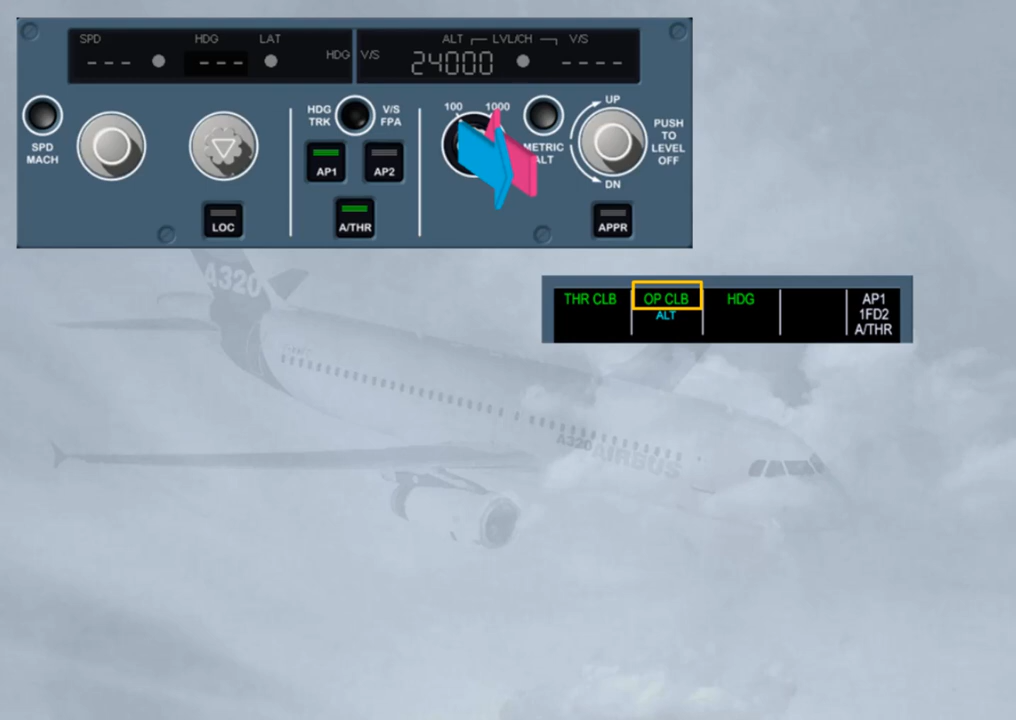 SPD HDG LAT HDG V/S ALT LVL/CH V/S
--- --- 24000 ----
SPD
MACH
HDG
TRK
V/S
FPA
100 1000
METRIC
ALT
UP
DN
PUSH
TO
LEVEL
OFF
AP1
AP2
LOC
A/THR
APPR
A320
THR CLB OP CLB HDG AP1
ALT 1FD2
A/THR
A320 AIRBUS